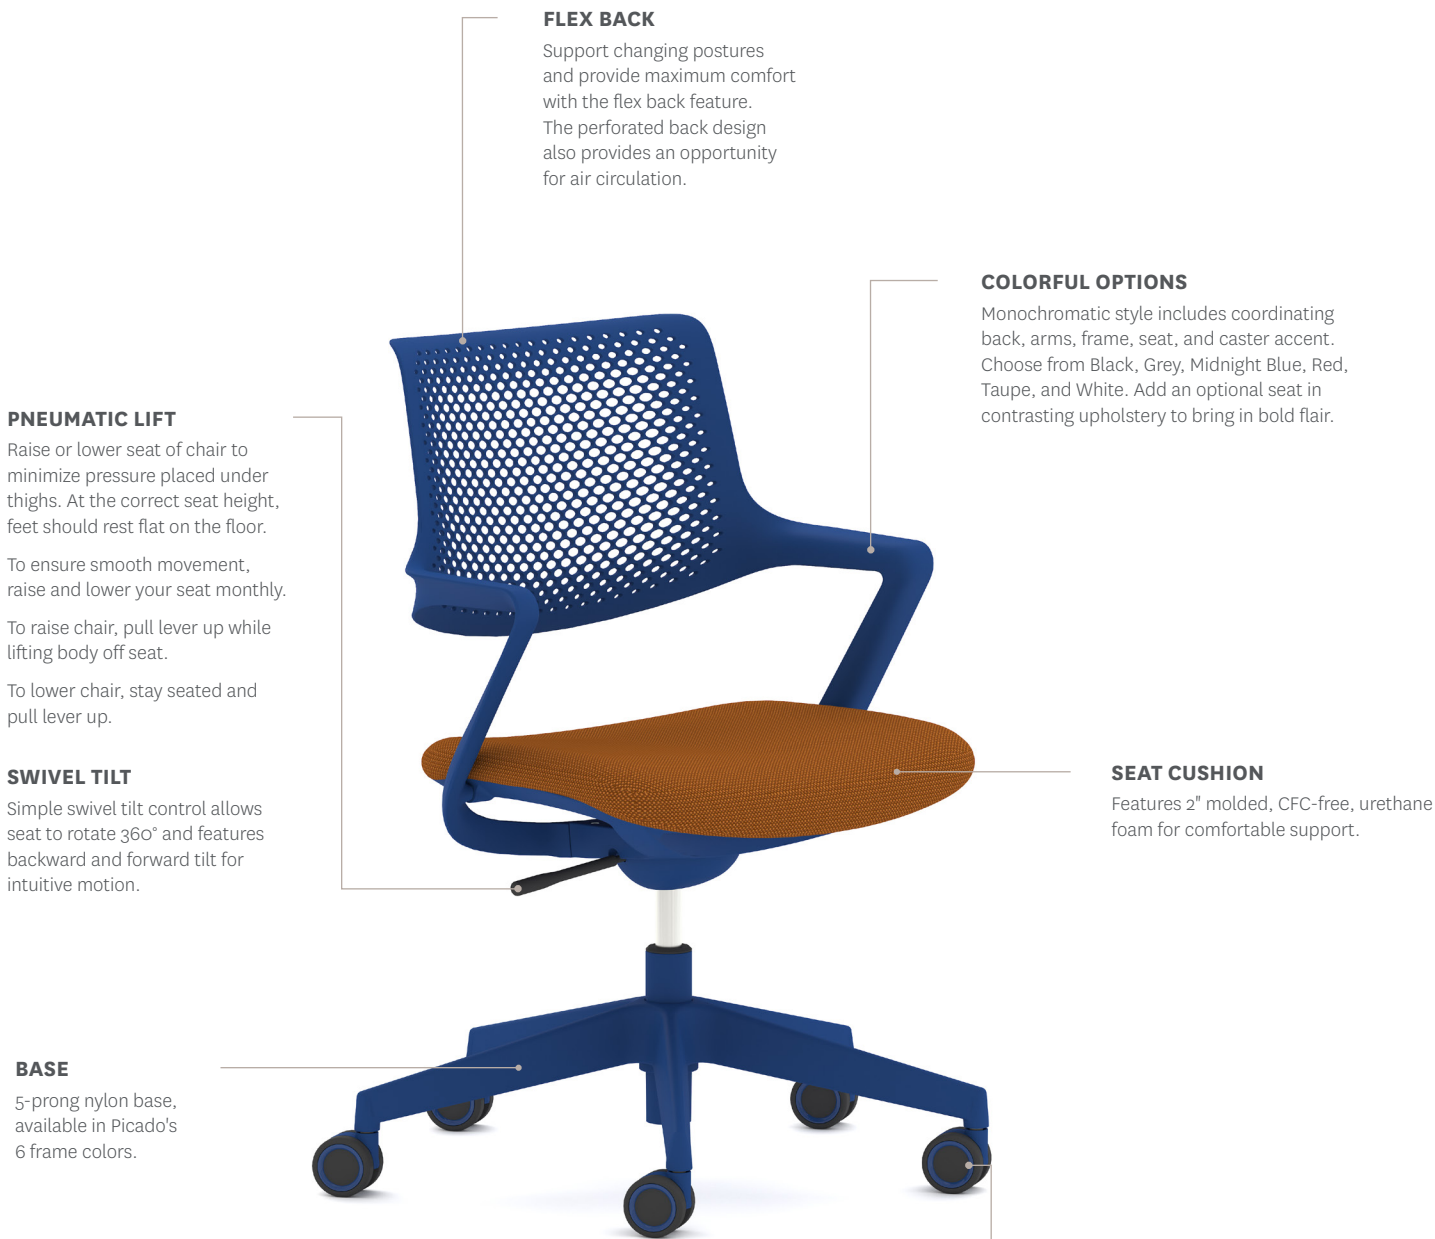 FLEX BACK
Support changing postures
and provide maximum comfort
with the flex back feature.
The perforated back design
also provides an opportunity
for air circulation.
COLORFUL OPTIONS
Monochromatic style includes coordinating
back, arms, frame, seat, and caster accent.
Choose from Black, Grey, Midnight Blue, Red,
Taupe, and White. Add an optional seat in
contrasting upholstery to bring in bold flair.
PNEUMATIC LIFT
Raise or lower seat of chair to
minimize pressure placed under
thighs. At the correct seat height,
feet should rest flat on the floor.
To ensure smooth movement,
raise and lower your seat monthly.
To raise chair, pull lever up while
lifting body off seat.
To lower chair, stay seated and
pull lever up.
SWIVEL TILT
Simple swivel tilt control allows
seat to rotate 360° and features
backward and forward tilt for
intuitive motion.
SEAT CUSHION
Features 2" molded, CFC-free, urethane
foam for comfortable support.
BASE
5-prong nylon base,
available in Picado's
6 frame colors.